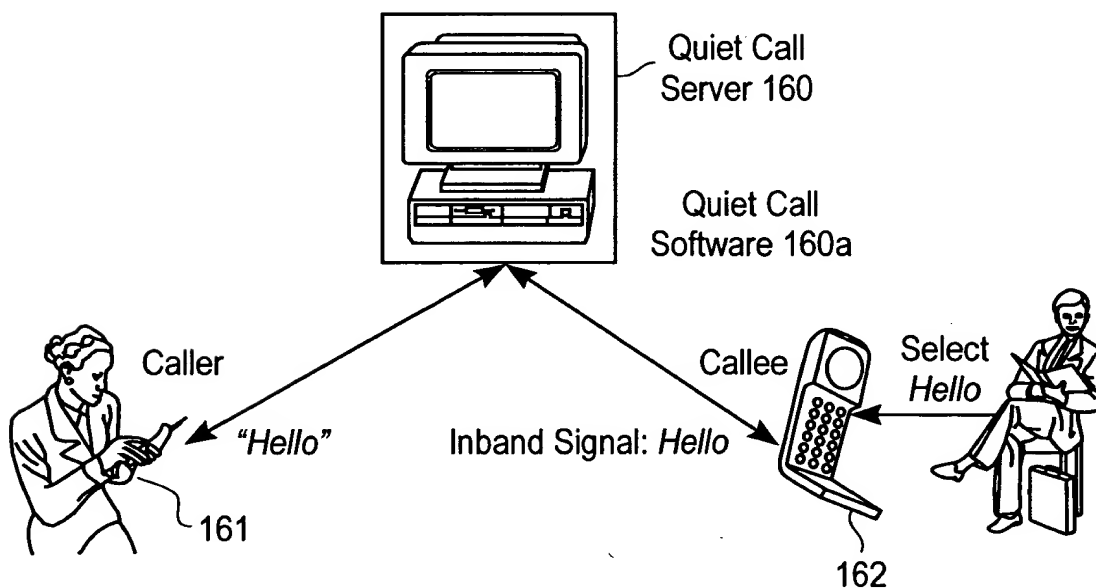 Quiet Call
Server 160
Quiet Call
Software 160a
Caller
Callee
Select
Hello
"Hello"
Inband Signal: Hello
161
162